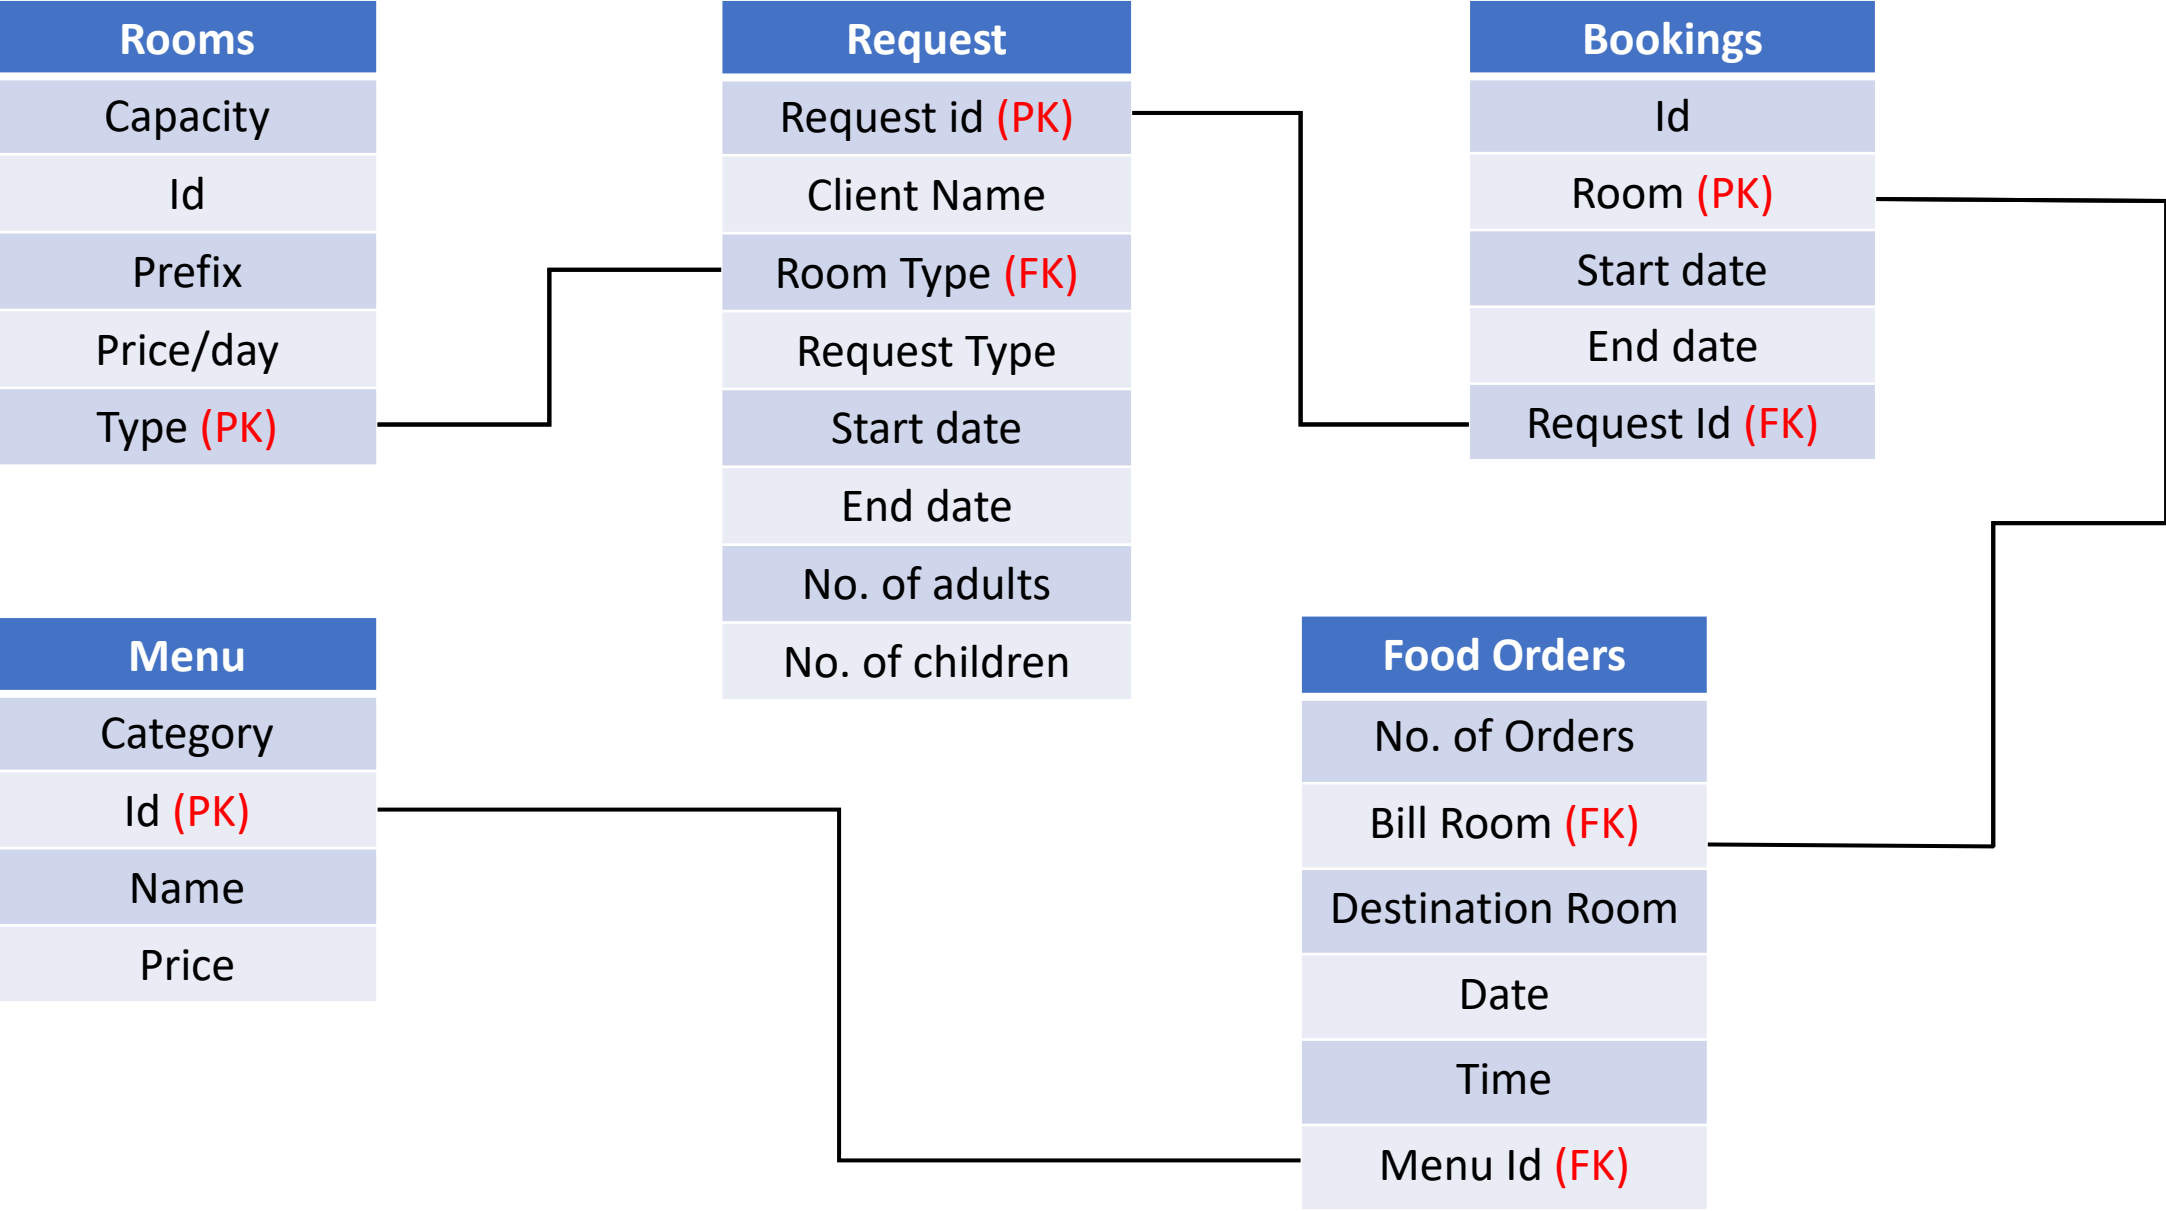 Rooms
Capacity
Id
Prefix
Price/day
Type (PK)
Request
Request id (PK)
Client Name
Room Type (FK)
Request Type
Start date
End date
No. of adults
No. of children
Bookings
Id
Room (PK)
Start date
End date
Request Id (FK)
Menu
Category
Id (PK)
Name
Price
Food Orders
No. of Orders
Bill Room (FK)
Destination Room
Date
Time
Menu Id (FK)